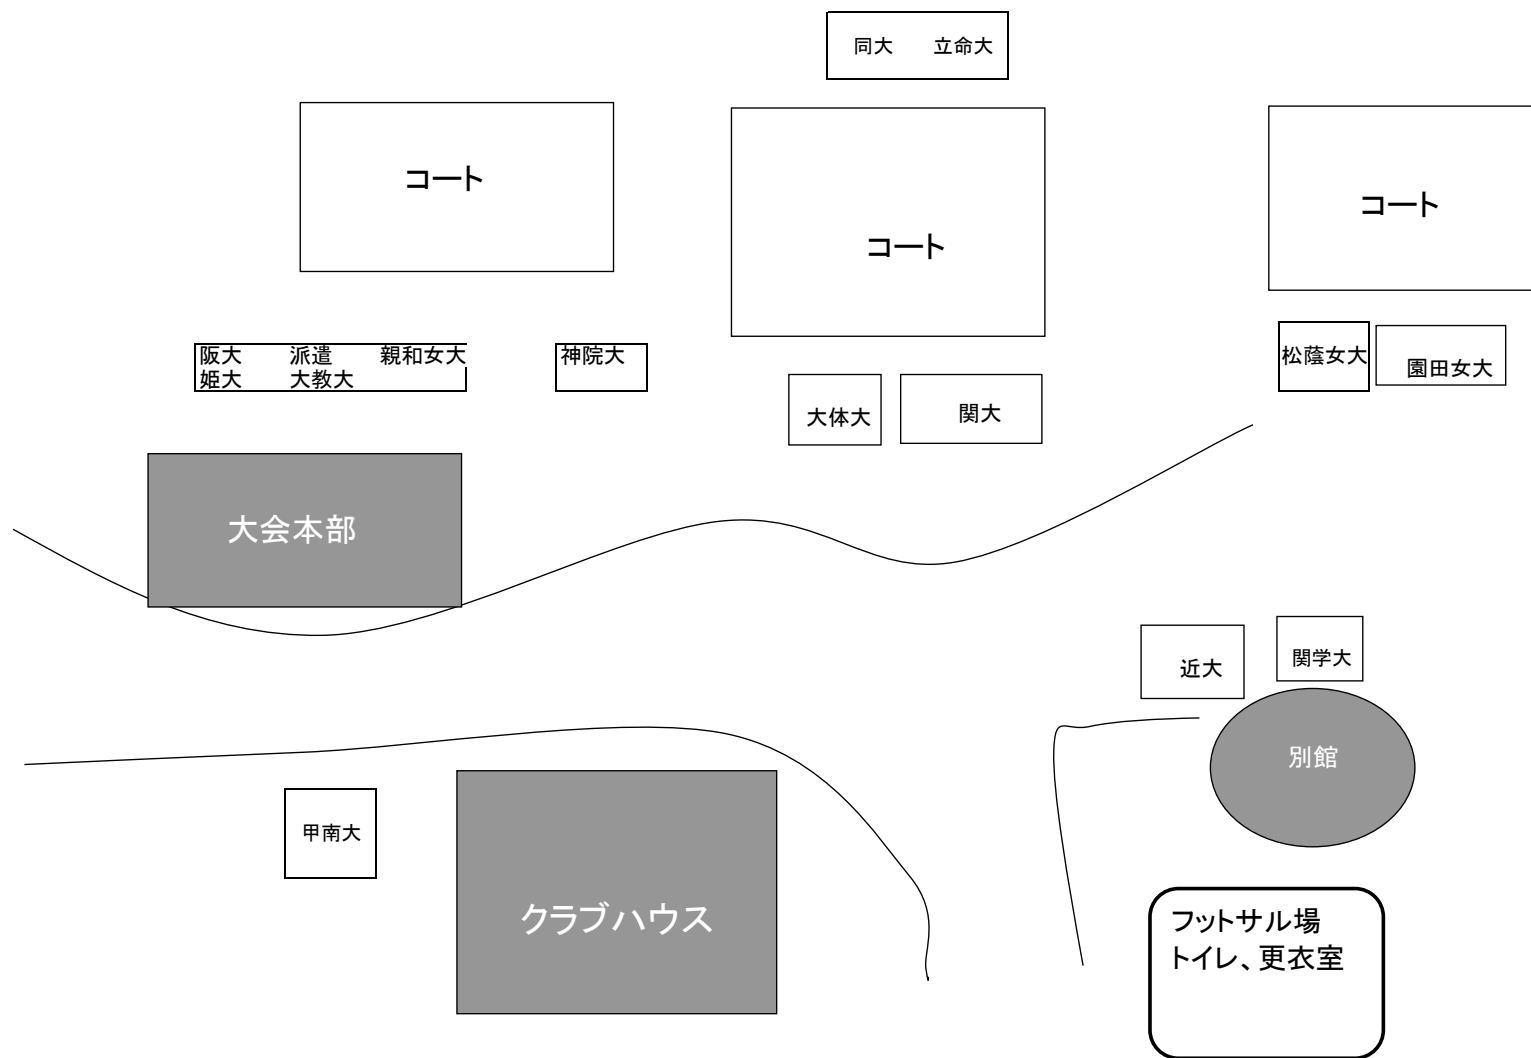 同大 立命大
コート
コート
コート
阪大 派遣 親和女大
姫大 大教大
神院大
大体大
関大
松蔭女大
園田女大
大会本部
近大
関学大
別館
甲南大
クラブハウス
フットサル場
トイレ、更衣室